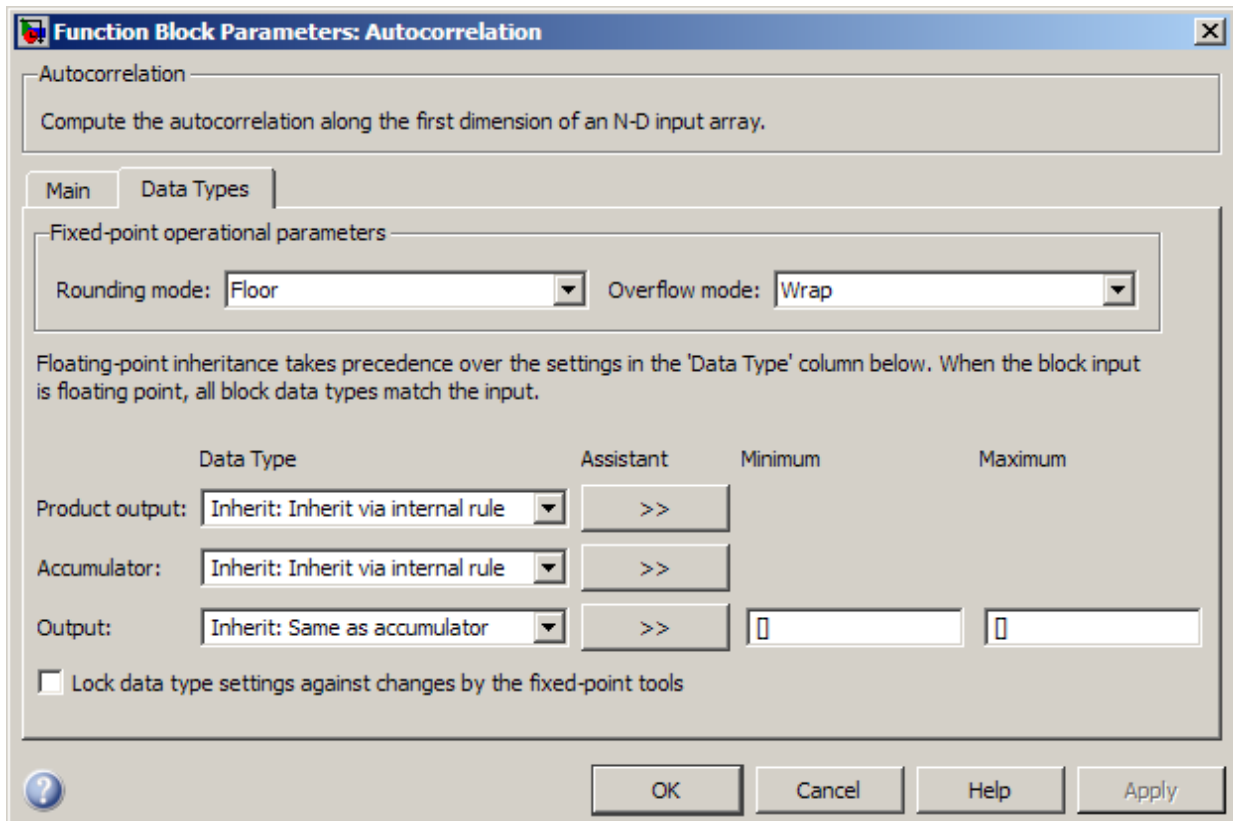 Function Block Parameters: Autocorrelation
Autocorrelation
Compute the autocorrelation along the first dimension of an N-D input array.
Main Data Types
Fixed-point operational parameters
Rounding mode: Floor Overflow mode: Wrap
Floating-point inheritance takes precedence over the settings in the 'Data Type' column below. When the block input
is floating point, all block data types match the input.
Data Type Assistant Minimum Maximum
Product output: Inherit: Inherit via internal rule >>
Accumulator: Inherit: Inherit via internal rule >>
Output: Inherit: Same as accumulator >> [] []
Lock data type settings against changes by the fixed-point tools
? OK Cancel Help Apply